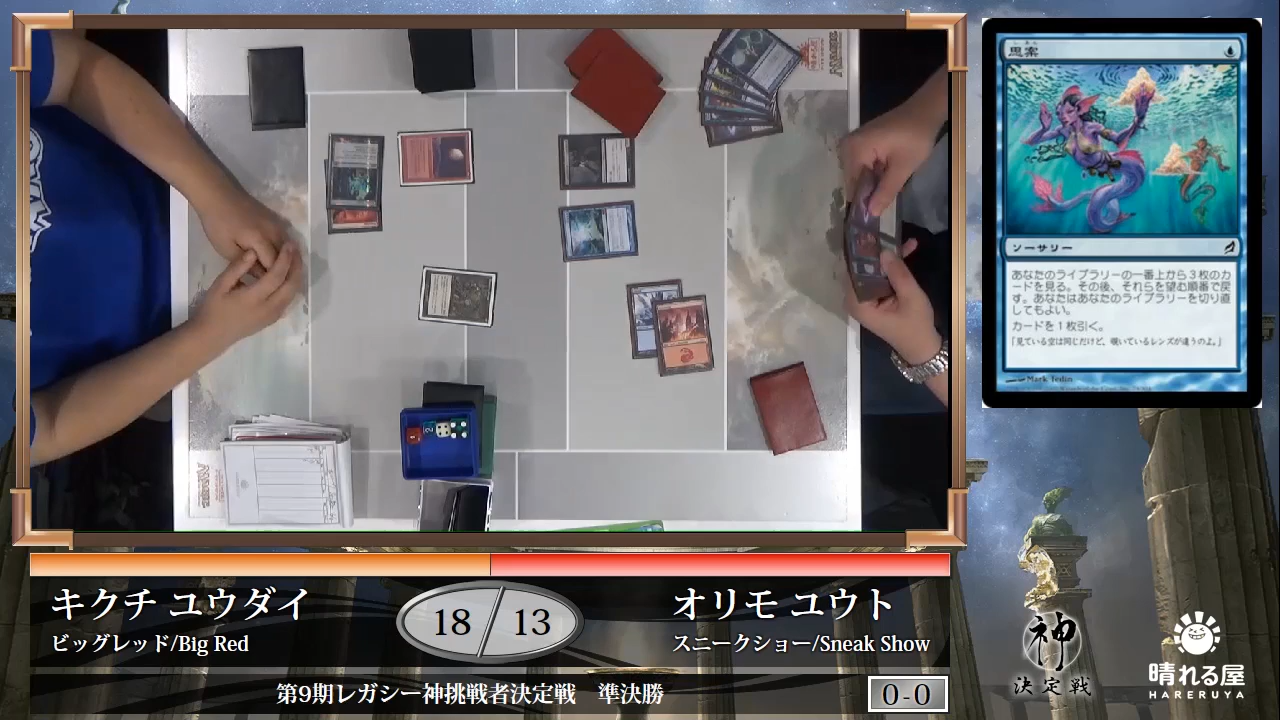 思案
ソーサリー
あなたのライブラリーの一番上から３枚のカ
ードを見る。その後、それらを望む順番で戻
す。あなたはあなたのライブラリーを切り直
してもよい。
カードを１枚引く。
「見ている空は同じだけど、覗いているレンズが違うのよ。」
Mark Tedin
キクチ ユウダイ
ビッグレッド/Big Red
18 / 13
オリモ ユウト
スニークショー/Sneak Show
第9期レガシー神挑戦者決定戦　準決勝
0-0
神
決定戦
晴れる屋
HARERUYA